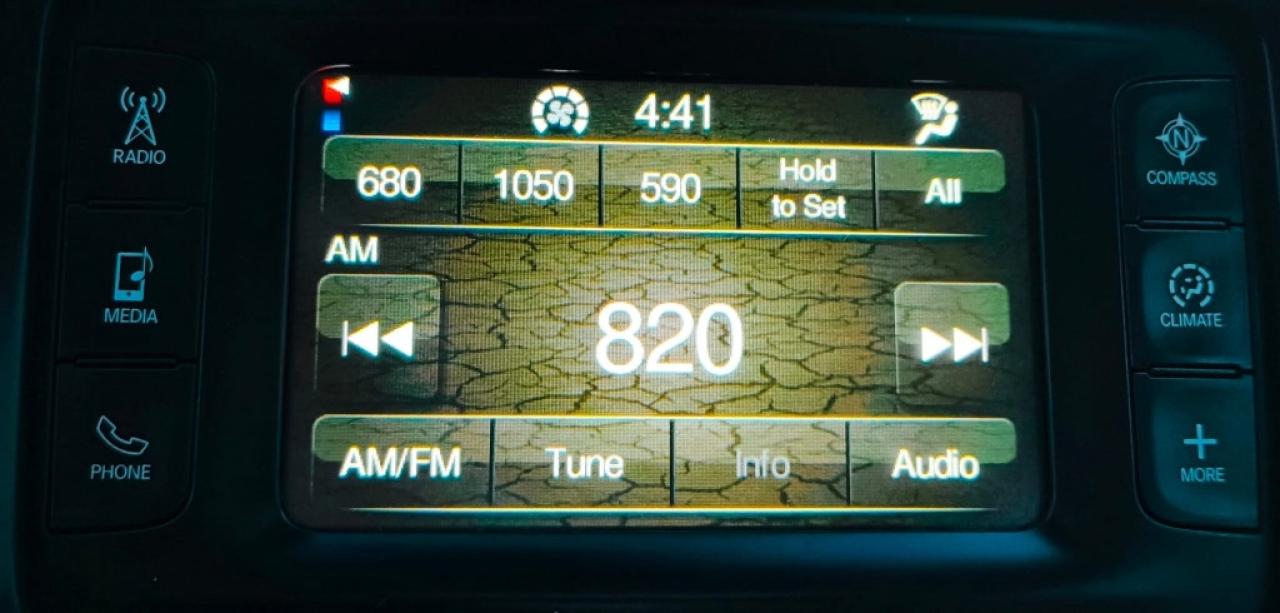 4:41
680 1050 590 Hold to Set All
AM
820
AM/FM Tune Info Audio
RADIO
MEDIA
PHONE
N
COMPASS
CLIMATE
MORE